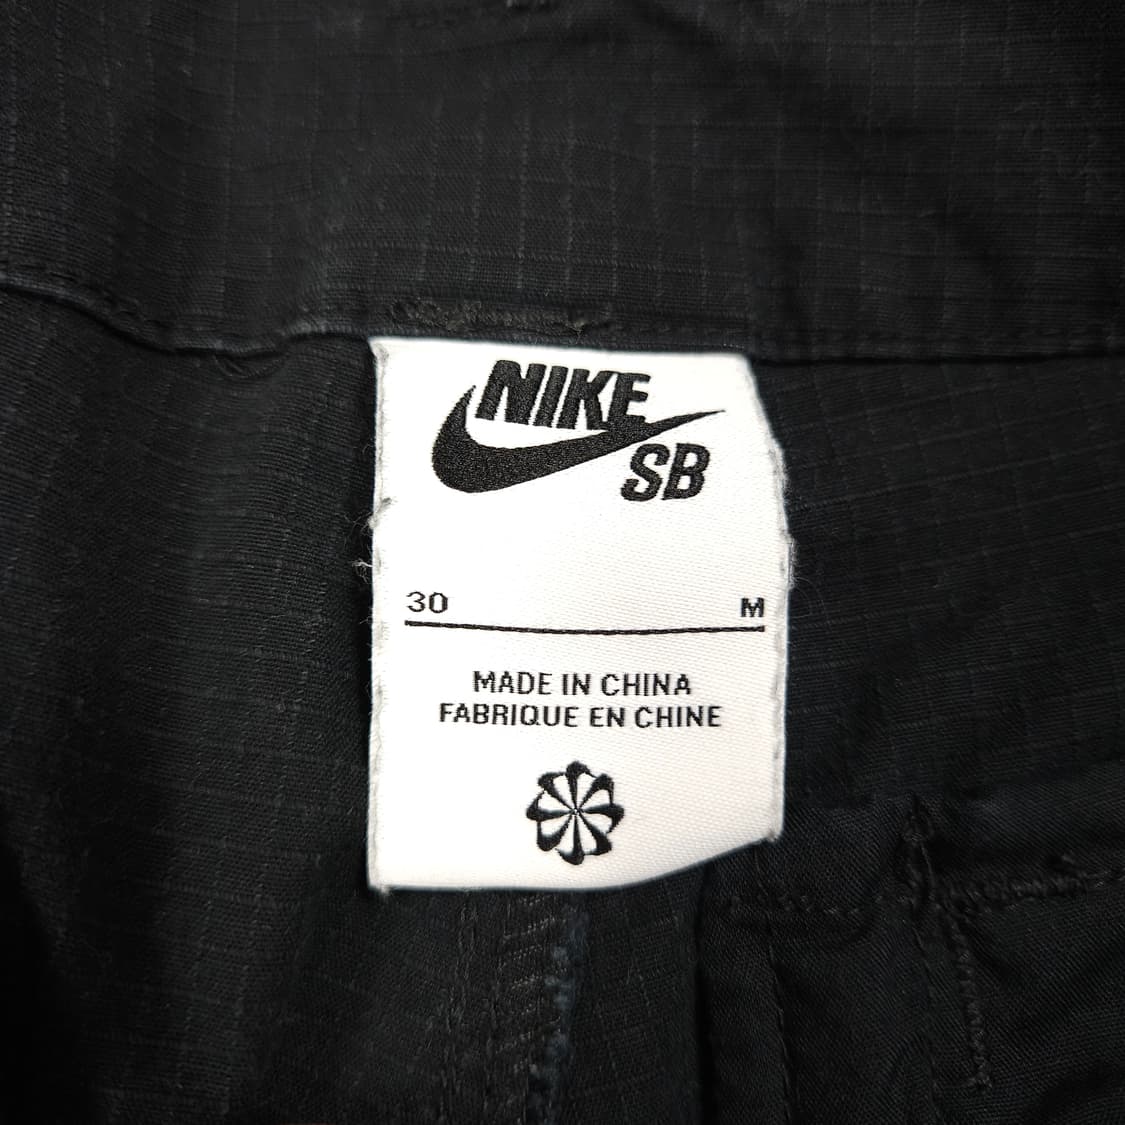 NIKE
SB
30 M
MADE IN CHINA
FABRIQUE EN CHINE